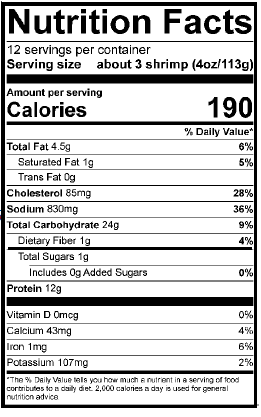 Nutrition Facts
12 servings per container
Serving size about 3 shrimp (4oz/113g)
Amount per serving
Calories 190
% Daily Value*
Total Fat 4.5g 6%
Saturated Fat 1g 5%
Trans Fat 0g
Cholesterol 85mg 28%
Sodium 830mg 36%
Total Carbohydrate 24g 9%
Dietary Fiber 1g 4%
Total Sugars 1g
Includes 0g Added Sugars 0%
Protein 12g
Vitamin D 0mcg 0%
Calcium 43mg 4%
Iron 1mg 6%
Potassium 107mg 2%
*The % Daily Value tells you how much a nutrient in a serving of food
contributes to a daily diet. 2,000 calories a day is used for general
nutrition advice.